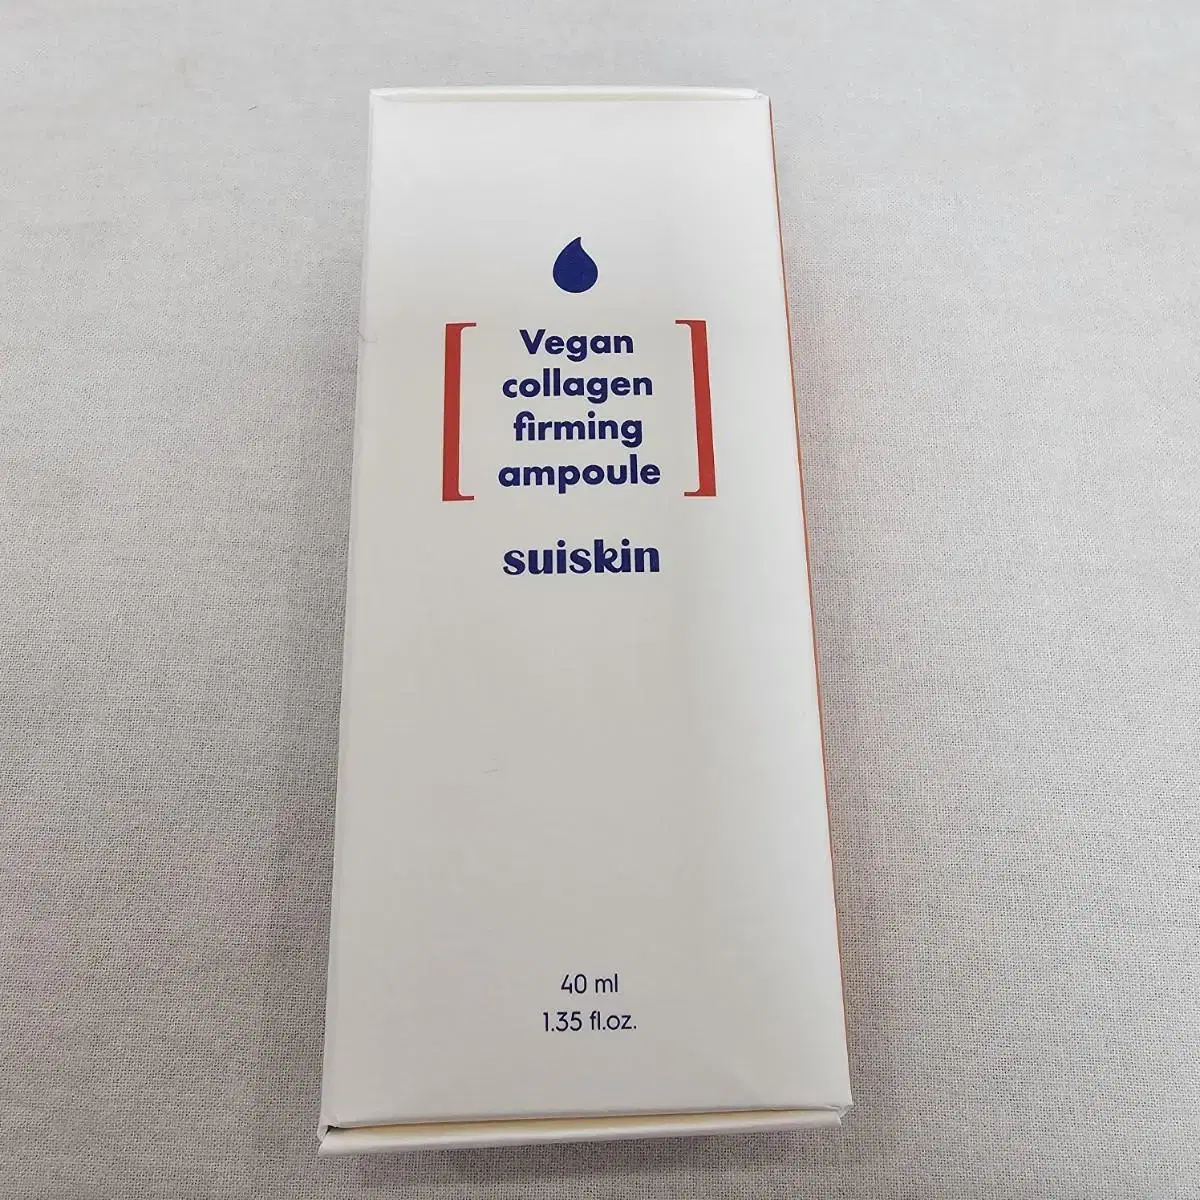 Vegan
collagen
firming
ampoule
suiskin
40 ml
1.35 fl.oz.